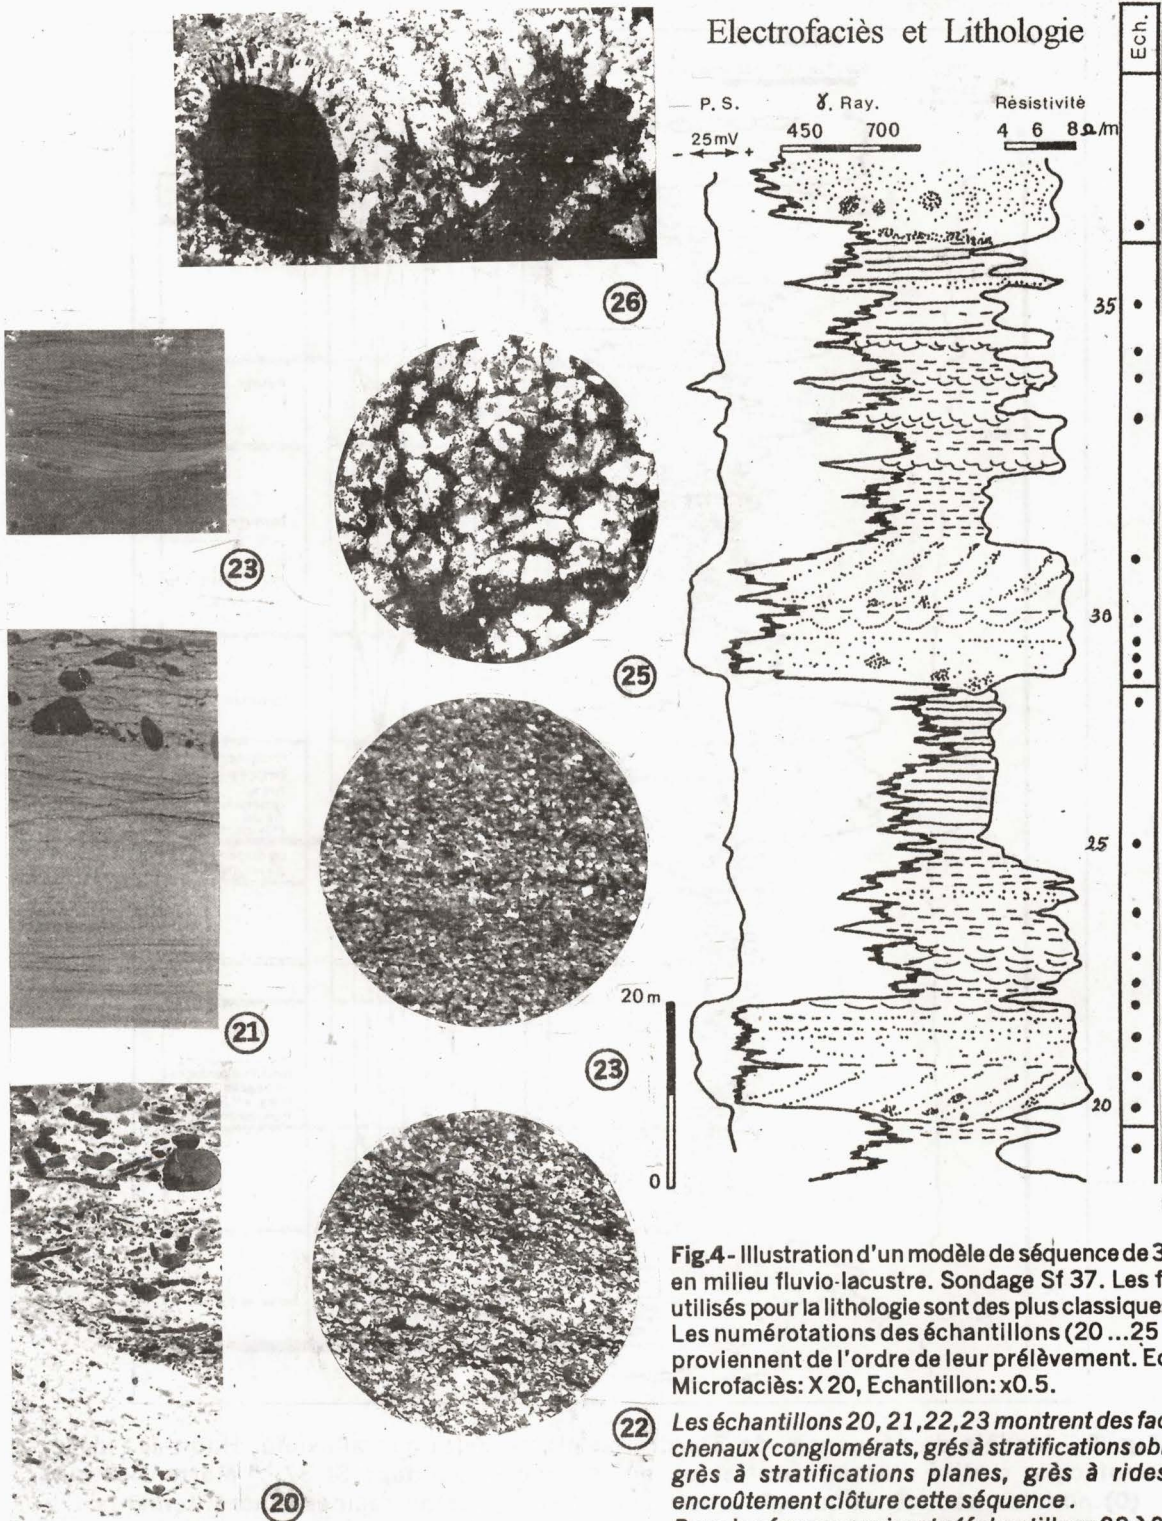 Electrofaciès et Lithologie
Ech.
P. S.
ɣ. Ray.
Résistivité
25mV
- +
450 700
4 6 8Ω/m
35
30
25
20
20 m
0
26
23
25
21
23
20
22
Fig.4- Illustration d'un modèle de séquence de 3
en milieu fluvio-lacustre. Sondage Sf 37. Les f
utilisés pour la lithologie sont des plus classique
Les numérotations des échantillons (20 ...25
proviennent de l'ordre de leur prélèvement. Ec
Microfaciès: X 20, Echantillon: x0.5.
Les échantillons 20, 21,22,23 montrent des fac
chenaux (conglomérats, grés à stratifications ob
grès à stratifications planes, grès à rides
encroûtement clôture cette séquence.